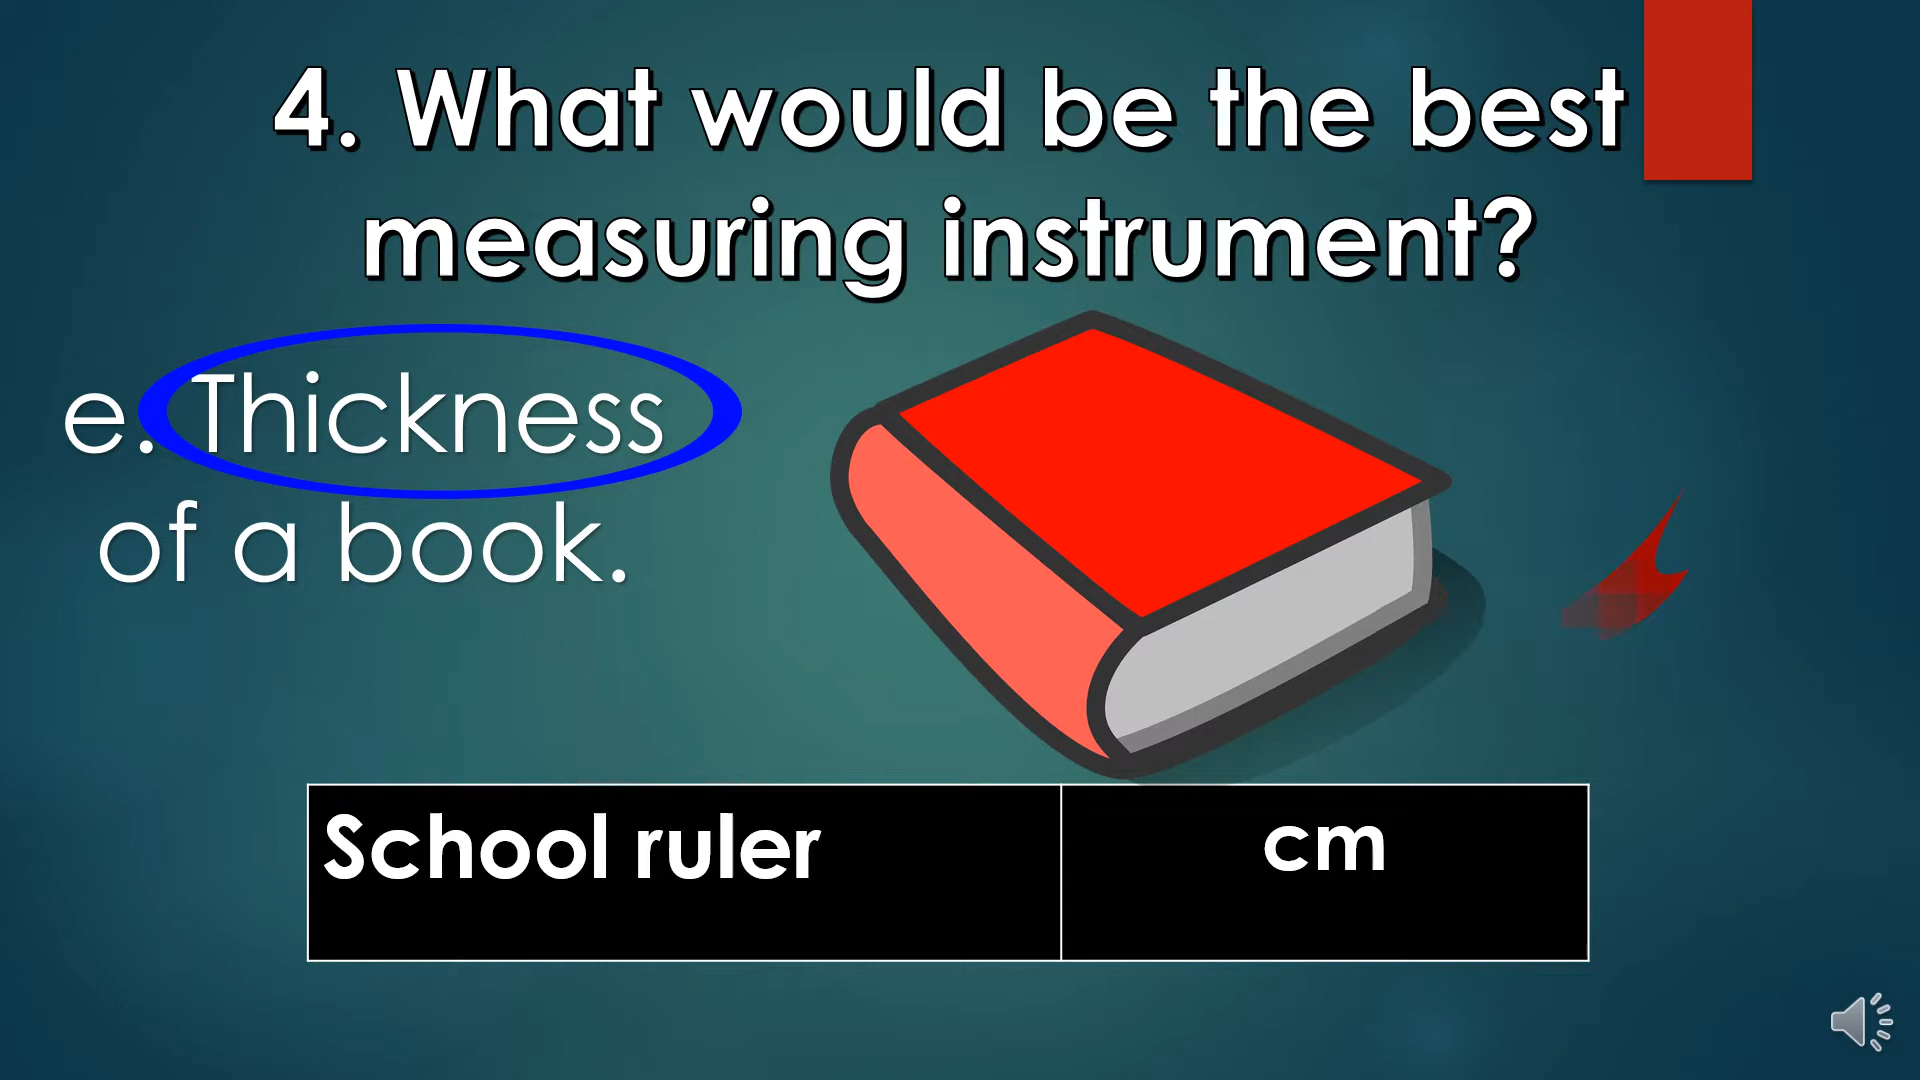 4. What would be the best
measuring instrument?
e. Thickness
of a book.
School ruler
cm